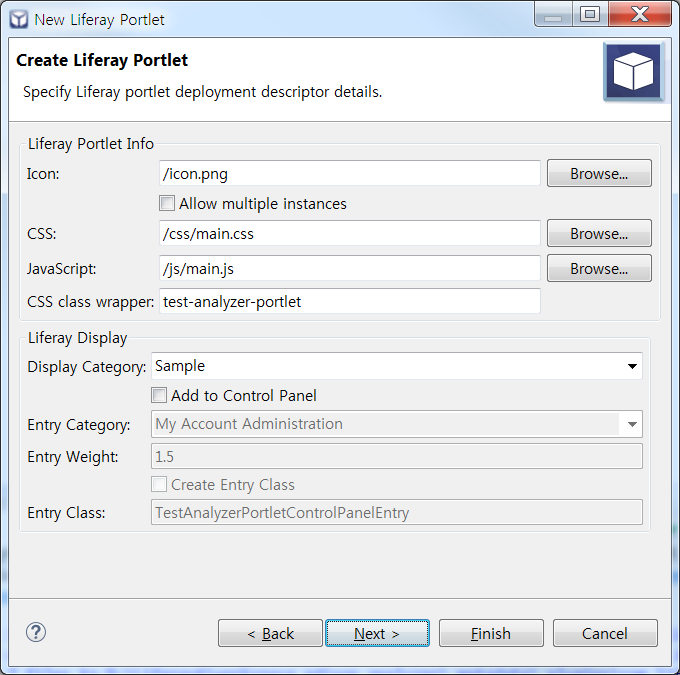 New Liferay Portlet
Create Liferay Portlet
Specify Liferay portlet deployment descriptor details.
Liferay Portlet Info
Icon: /icon.png Browse...
Allow multiple instances
CSS: /css/main.css Browse...
JavaScript: /js/main.js Browse...
CSS class wrapper: test-analyzer-portlet
Liferay Display
Display Category: Sample
Add to Control Panel
Entry Category: My Account Administration
Entry Weight: 1.5
Create Entry Class
Entry Class: TestAnalyzerPortletControlPanelEntry
? < Back Next > Finish Cancel